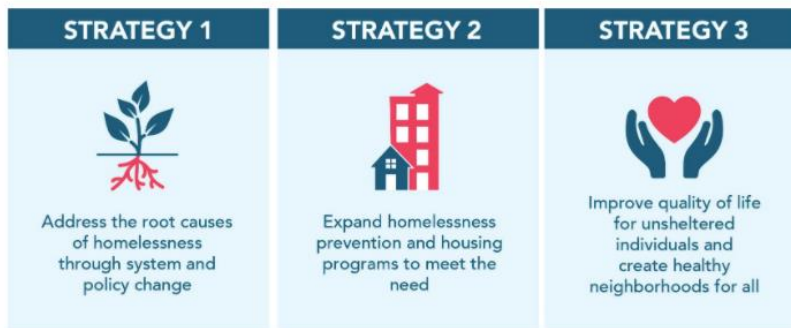 STRATEGY 1
Address the root causes
of homelessness
through system and
policy change
STRATEGY 2
Expand homelessness
prevention and housing
programs to meet the
need
STRATEGY 3
Improve quality of life
for unsheltered
individuals and
create healthy
neighborhoods for all